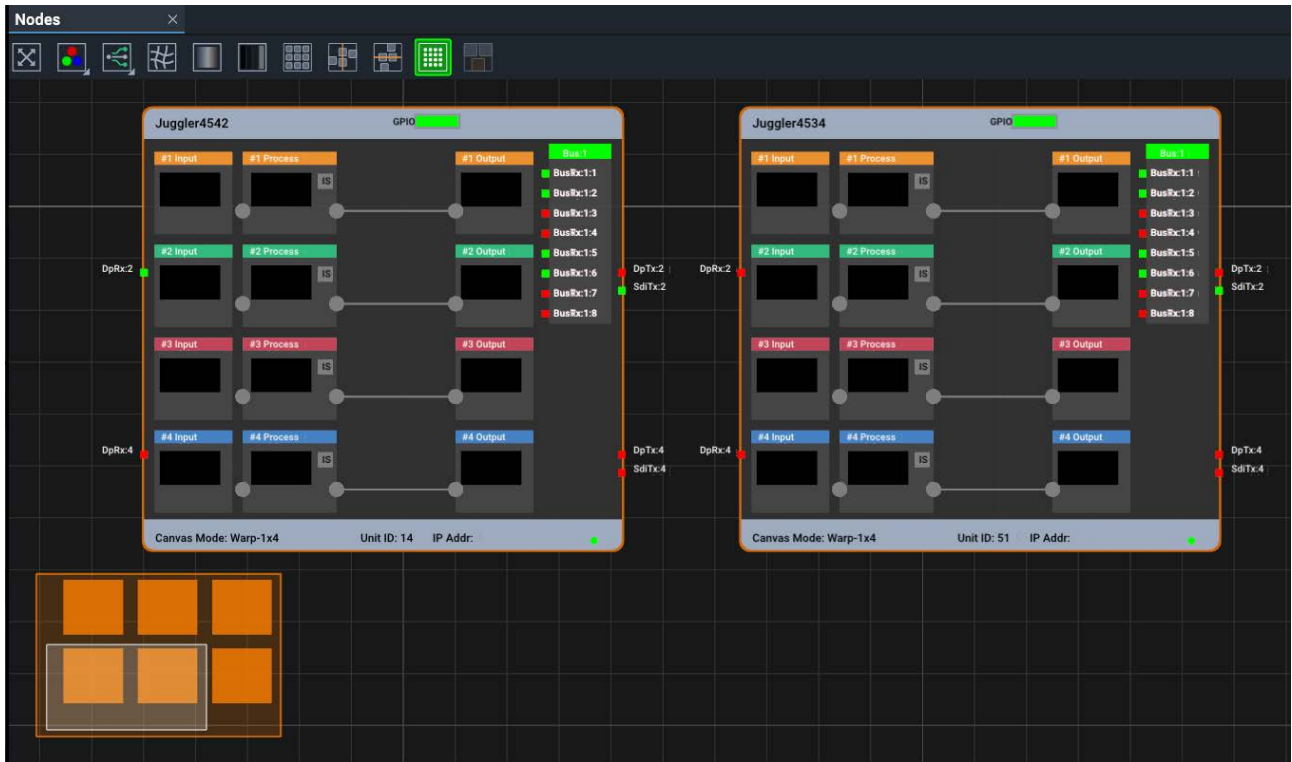 Nodes ×
Juggler4542 GPIO
#1 Input #1 Process #1 Output Bus:1
IS
BusRx:1:1
BusRx:1:2
BusRx:1:3
BusRx:1:4
#2 Input #2 Process #2 Output BusRx:1:5
DpRx:2 IS BusRx:1:6 DpTx:2
BusRx:1:7 SdiTx:2
BusRx:1:8
#3 Input #3 Process #3 Output
IS
#4 Input #4 Process #4 Output
DpRx:4 IS DpTx:4
SdiTx:4
Canvas Mode: Warp-1x4 Unit ID: 14 IP Addr:
Juggler4534 GPIO
#1 Input #1 Process #1 Output Bus:1
IS
BusRx:1:1
BusRx:1:2
BusRx:1:3
BusRx:1:4
#2 Input #2 Process #2 Output BusRx:1:5
DpRx:2 IS BusRx:1:6 DpTx:2
BusRx:1:7 SdiTx:2
BusRx:1:8
#3 Input #3 Process #3 Output
IS
#4 Input #4 Process #4 Output
DpRx:4 IS DpTx:4
SdiTx:4
Canvas Mode: Warp-1x4 Unit ID: 51 IP Addr: